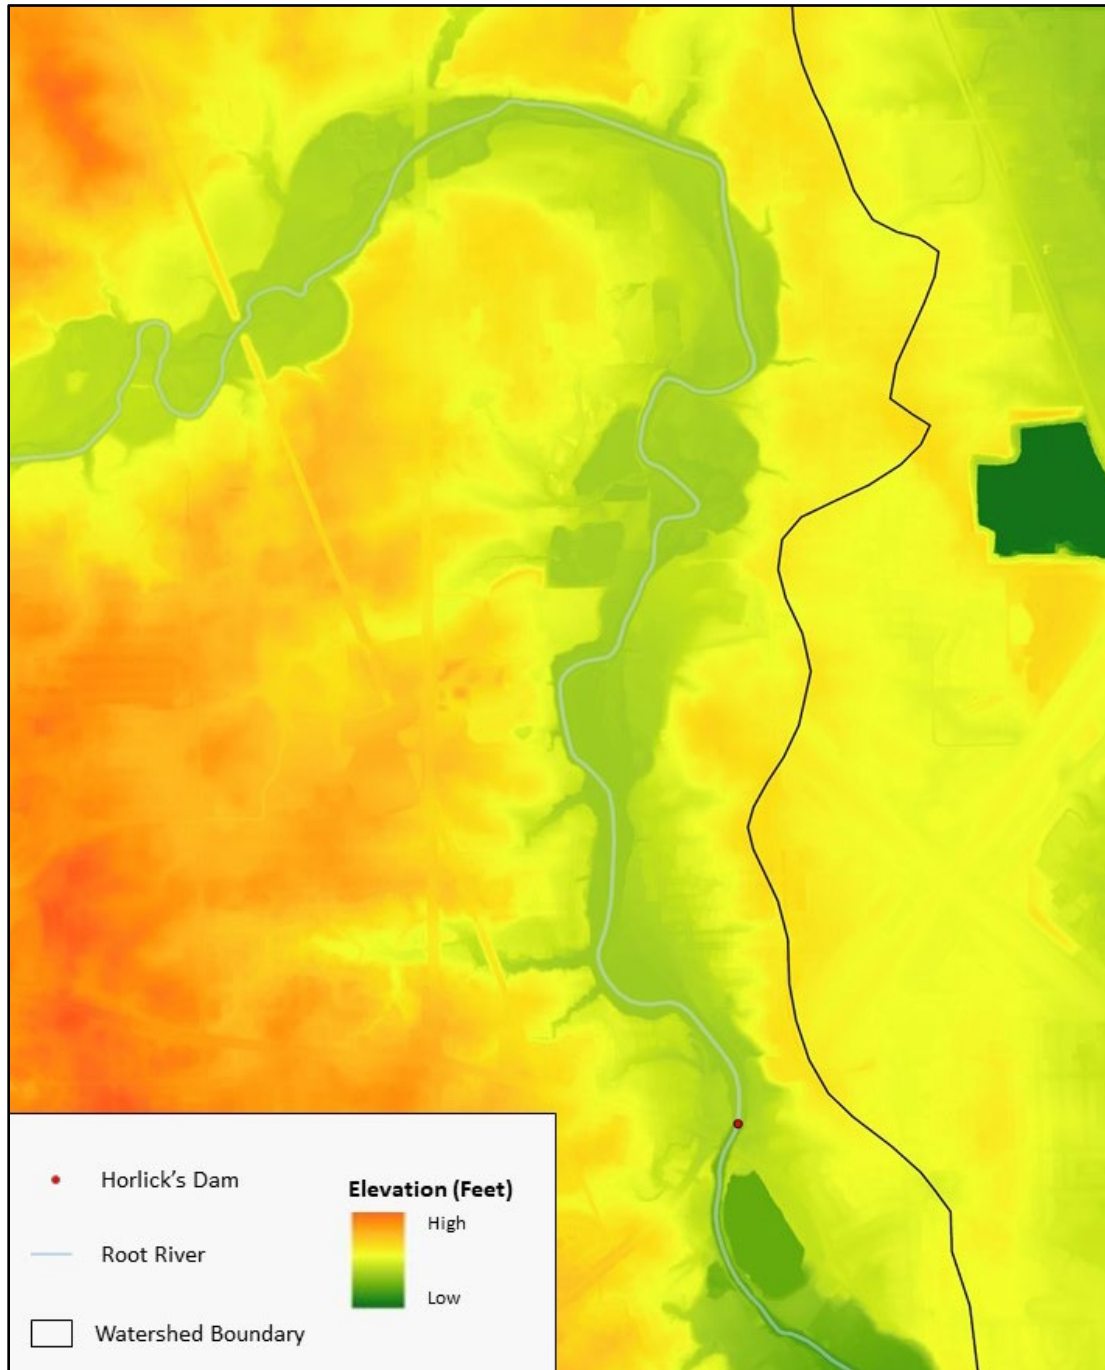 Horlick’s Dam
Root River
Watershed Boundary
Elevation (Feet)
High
Low